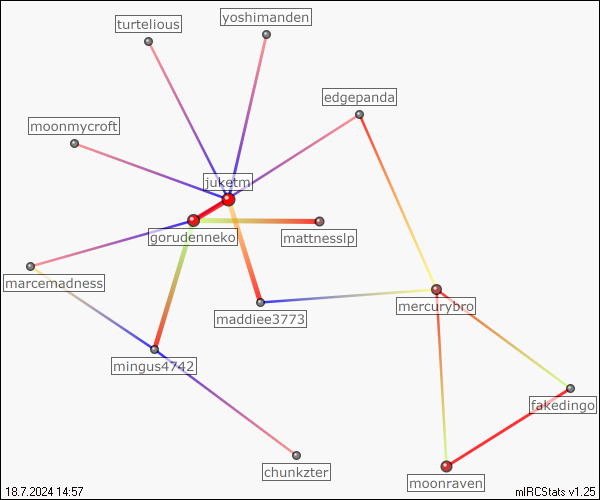 yoshimanden
turtelious
edgepanda
moonmycroft
juketm
gorudenneko
mattnesslp
marcemadness
mercurybro
maddiee3773
mingus4742
fakedingo
chunkzter
moonraven
18.7.2024 14:57
mIRCStats v1.25